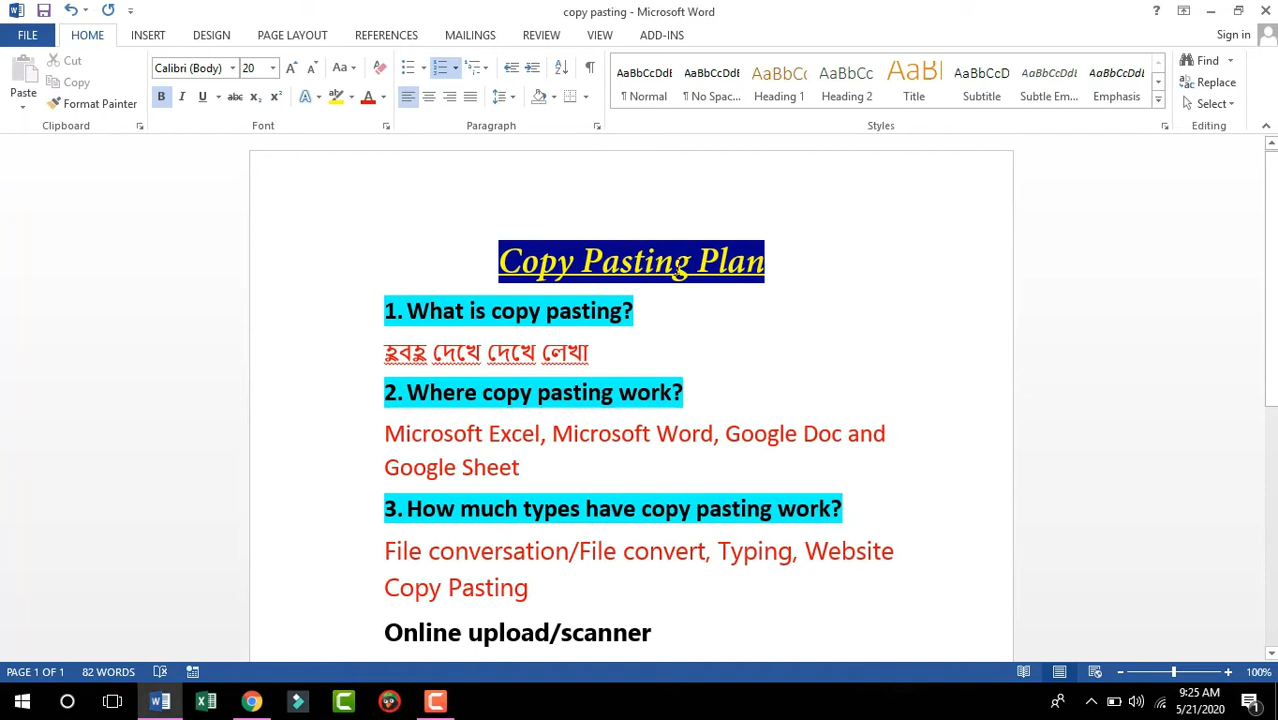 copy pasting - Microsoft Word
FILE HOME INSERT DESIGN PAGE LAYOUT REFERENCES MAILINGS REVIEW VIEW ADD-INS Sign in
Cut
Copy
Format Painter
Paste
Clipboard
Calibri (Body) 20
Font
Paragraph
AaBbCcDdE AaBbCcDdE AaBbCc AaBbCcC AaBl AaBbCcD AaBbCcDdE AaBbCcDdE
¶ Normal ¶ No Spac... Heading 1 Heading 2 Title Subtitle Subtle Em... Emphasis
Styles
Find
Replace
Select
Editing
Copy Pasting Plan
1. What is copy pasting?
হুবহু দেখে দেখে লেখা
2. Where copy pasting work?
Microsoft Excel, Microsoft Word, Google Doc and
Google Sheet
3. How much types have copy pasting work?
File conversation/File convert, Typing, Website
Copy Pasting
Online upload/scanner
PAGE 1 OF 1 82 WORDS 100%
9:25 AM
5/21/2020